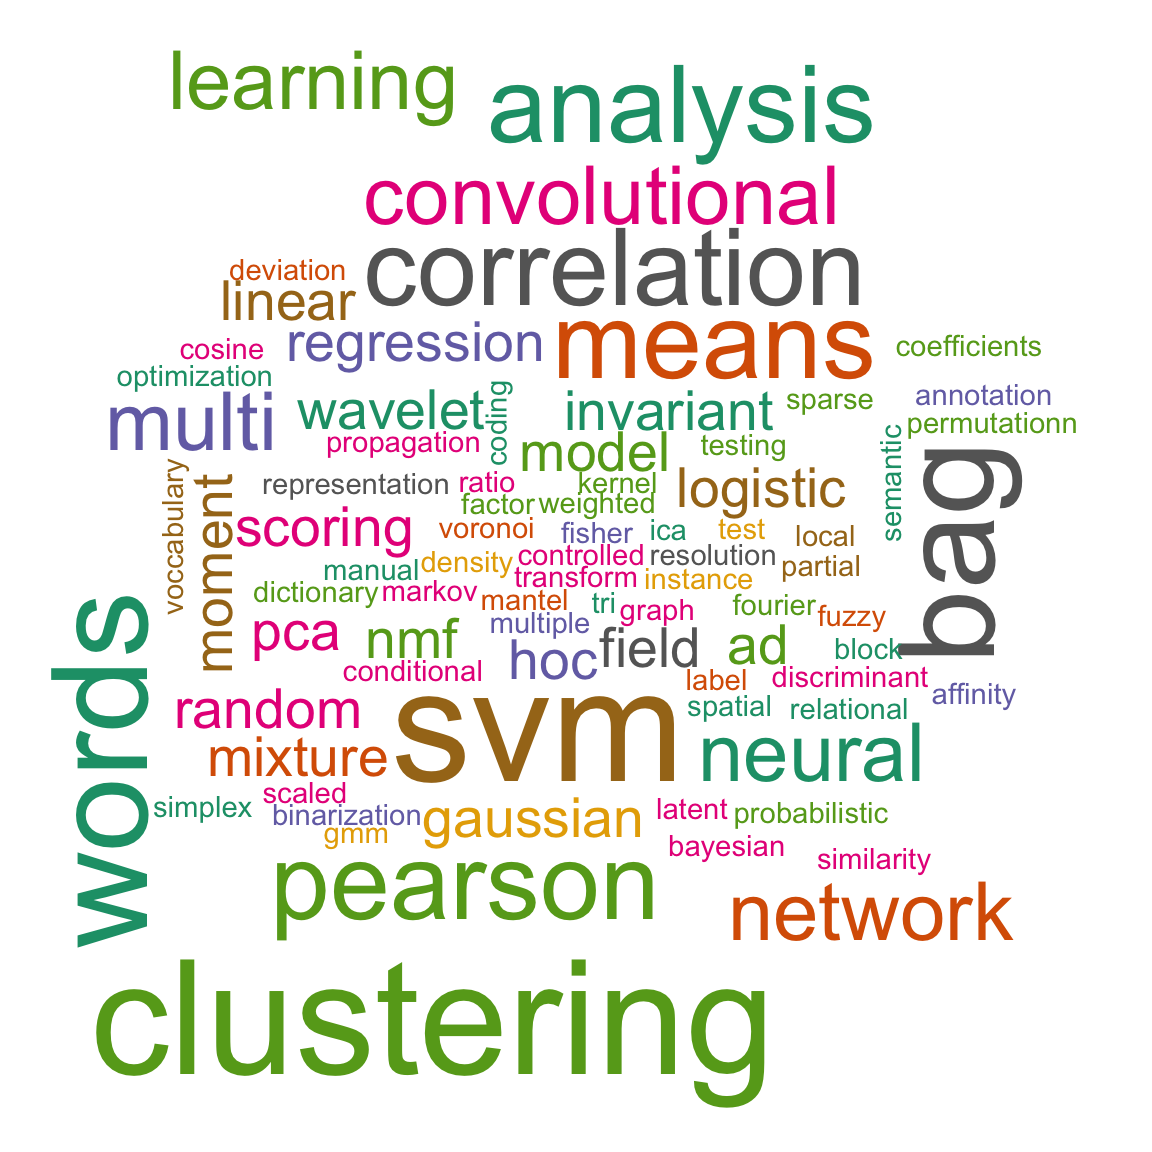 learning
analysis
convolutional
correlation
deviation
linear
means
regression
cosine
coefficients
optimization
multi
wavelet
coding
invariant
sparse
annotation
permutationn
propagation
model
testing
semantic
bag
voccabulary
moment
representation
ratio
kernel
logistic
factor
weighted
scoring
voronoi
fisher
ica
test
local
manual
density
controlled
resolution
partial
transform
instance
dictionary
markov
mantel
tri
graph
fourier
fuzzy
multiple
words
pca
nmf
hoc
field
ad
block
conditional
label
discriminant
affinity
random
svm
spatial
relational
mixture
neural
scaled
simplex
binarization
gmm
gaussian
latent
probabilistic
bayesian
similarity
pearson
network
clustering